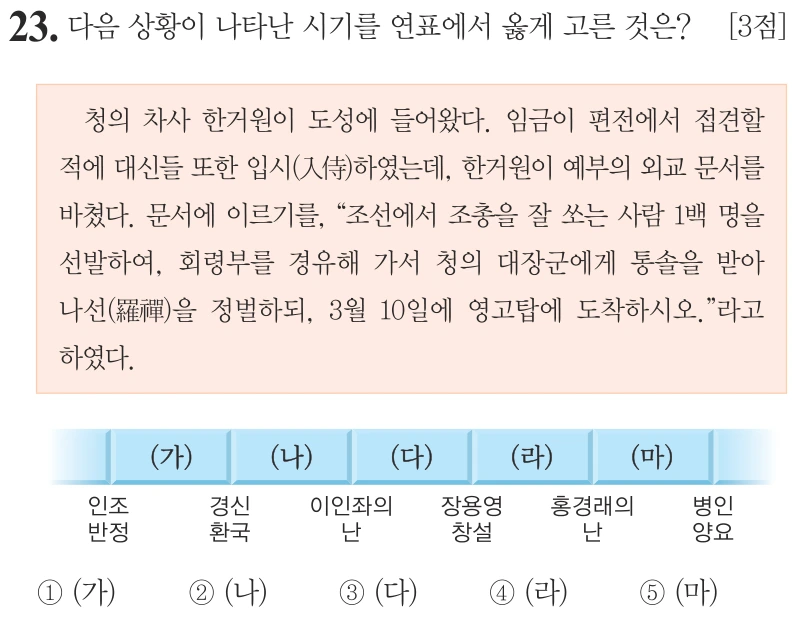 23. 다음 상황이 나타난 시기를 연표에서 옳게 고른 것은? [3점]
청의 차사 한거원이 도성에 들어왔다. 임금이 편전에서 접견할
적에 대신들 또한 입시(入侍)하였는데, 한거원이 예부의 외교 문서를
바쳤다. 문서에 이르기를, “조선에서 조총을 잘 쏘는 사람 1백 명을
선발하여, 회령부를 경유해 가서 청의 대장군에게 통솔을 받아
나선(羅禪)을 정벌하되, 3월 10일에 영고탑에 도착하시오.”라고
하였다.
(가) (나) (다) (라) (마)
인조 경신 이인좌의 장용영 홍경래의 병인
반정 환국 난 창설 난 양요
① (가) ② (나) ③ (다) ④ (라) ⑤ (마)